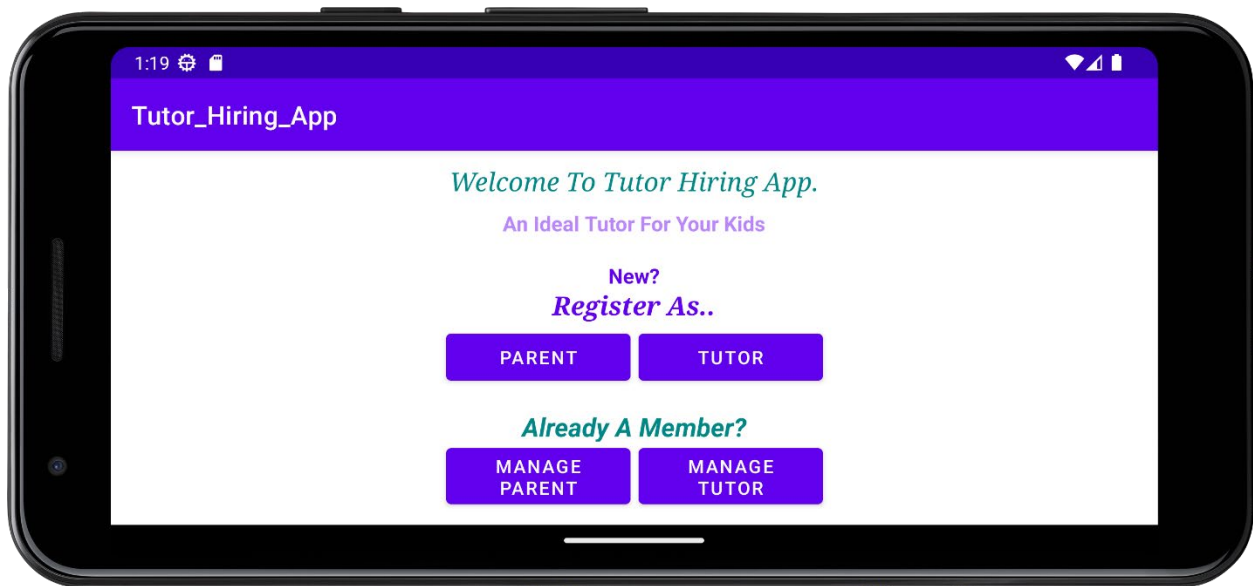 1:19
Tutor_Hiring_App
Welcome To Tutor Hiring App.
An Ideal Tutor For Your Kids
New?
Register As..
PARENT TUTOR
Already A Member?
MANAGE MANAGE
PARENT TUTOR